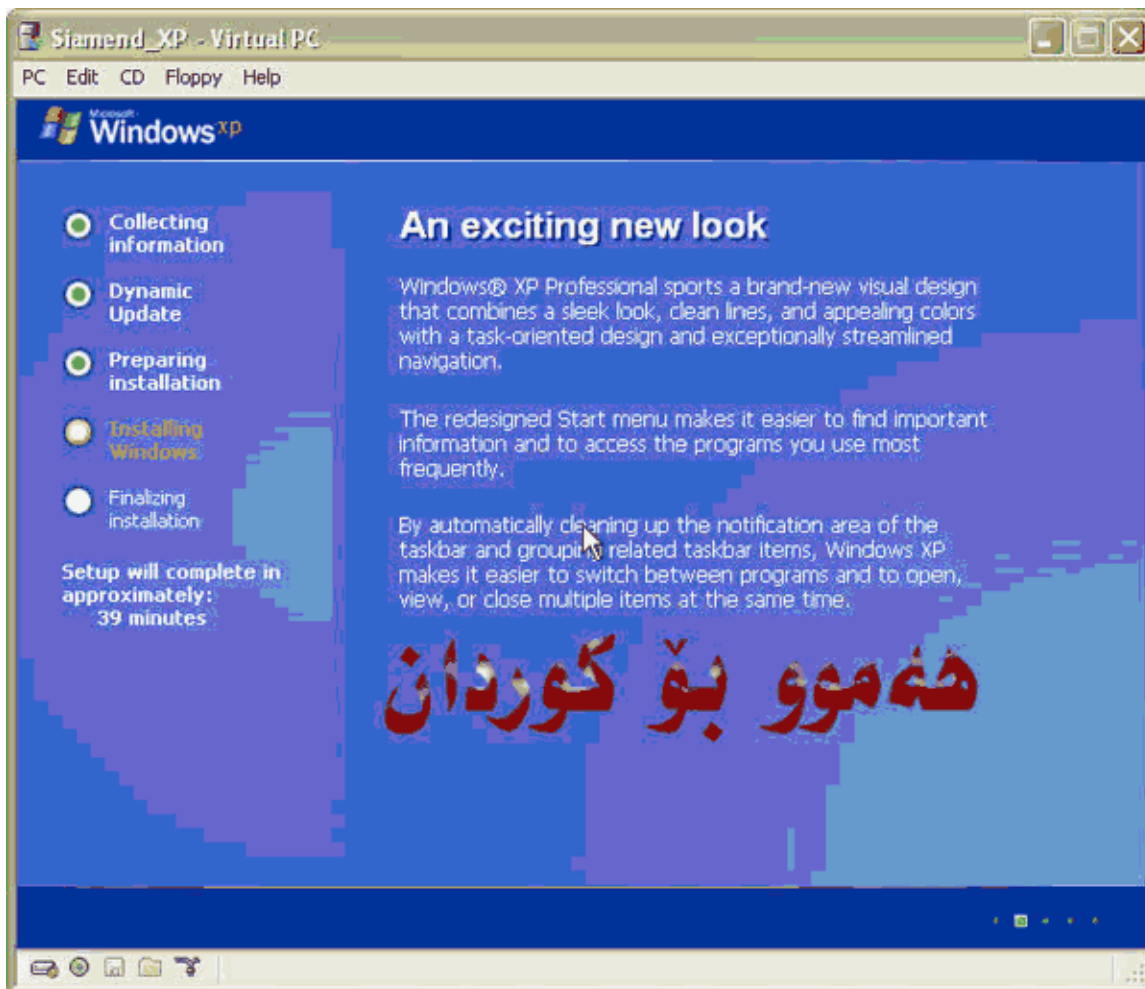 Siamend_XP - Virtual PC
PC Edit CD Floppy Help
Microsoft
Windows xp
Collecting
information
Dynamic
Update
Preparing
installation
Installing
Windows
Finalizing
installation
Setup will complete in
approximately:
39 minutes
An exciting new look
Windows® XP Professional sports a brand-new visual design
that combines a sleek look, clean lines, and appealing colors
with a task-oriented design and exceptionally streamlined
navigation.
The redesigned Start menu makes it easier to find important
information and to access the programs you use most
frequently.
By automatically cleaning up the notification area of the
taskbar and grouping related taskbar items, Windows XP
makes it easier to switch between programs and to open,
view, or close multiple items at the same time.
هەموو بۆ کوردان